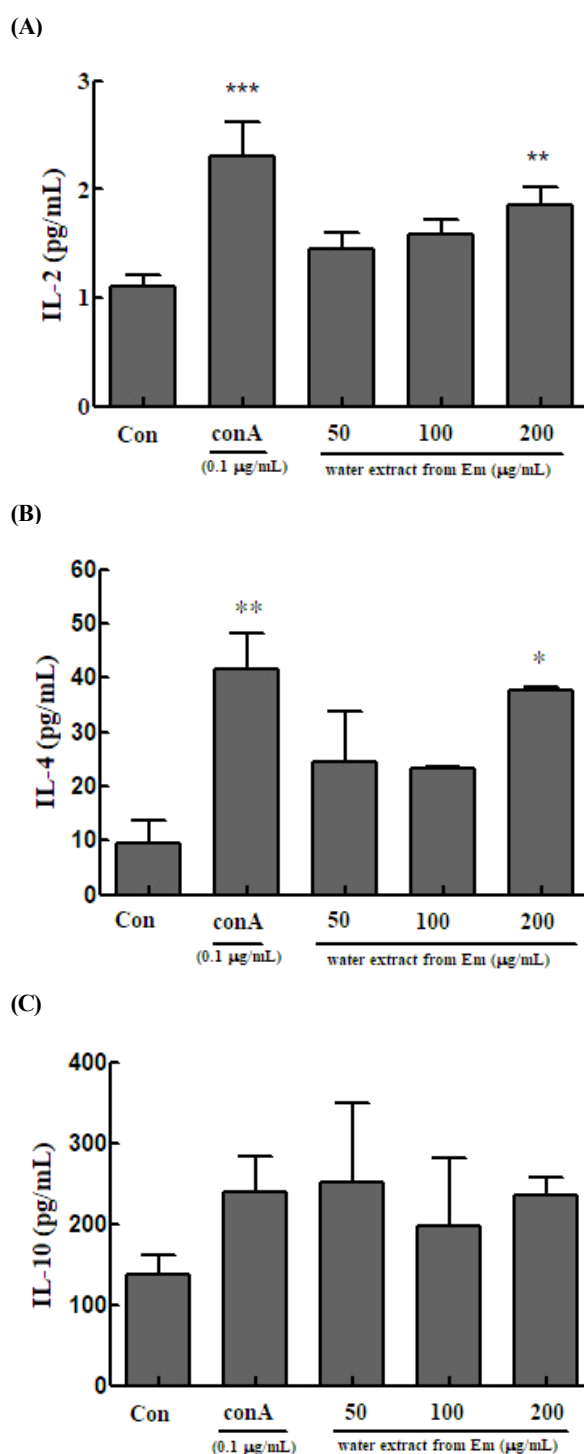 (A)
***
**
3
2
1
0
IL-2 (pg/mL)
Con
conA
50
100
200
(0.1 μg/mL)
water extract from Em (μg/mL)
(B)
**
*
60
50
40
30
20
10
0
IL-4 (pg/mL)
Con
conA
50
100
200
(0.1 μg/mL)
water extract from Em (μg/mL)
(C)
400
300
200
100
0
IL-10 (pg/mL)
Con
conA
50
100
200
(0.1 μg/mL)
water extract from Em (μg/mL)